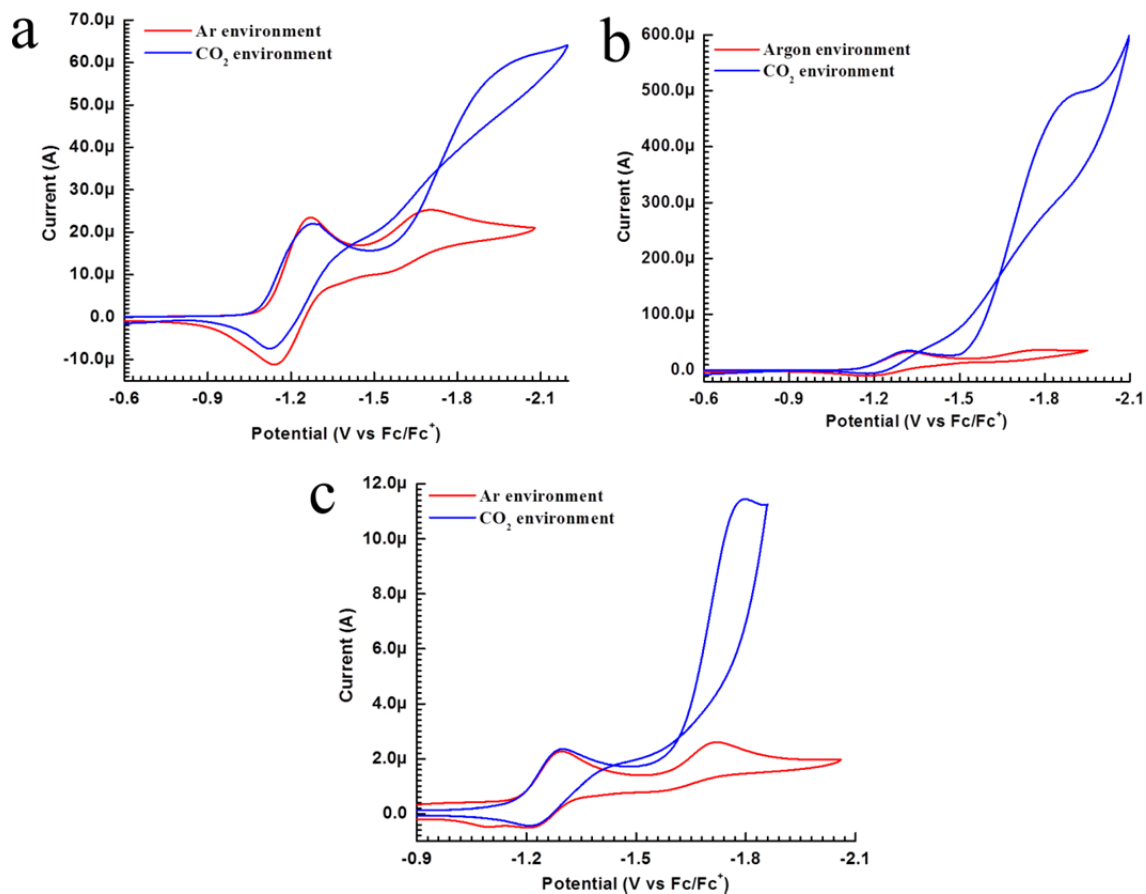 a
70.0μ
60.0μ
50.0μ
40.0μ
30.0μ
20.0μ
10.0μ
0.0
-10.0μ
Current (A)
Ar environment
CO₂ environment
-0.6 -0.9 -1.2 -1.5 -1.8 -2.1
Potential (V vs Fc/Fc⁺)
b
600.0μ
500.0μ
400.0μ
300.0μ
200.0μ
100.0μ
0.0
Current (A)
Argon environment
CO₂ environment
-0.6 -0.9 -1.2 -1.5 -1.8 -2.1
Potential (V vs Fc/Fc⁺)
c
12.0μ
10.0μ
8.0μ
6.0μ
4.0μ
2.0μ
0.0
Current (A)
Ar environment
CO₂ environment
-0.9 -1.2 -1.5 -1.8 -2.1
Potential (V vs Fc/Fc⁺)